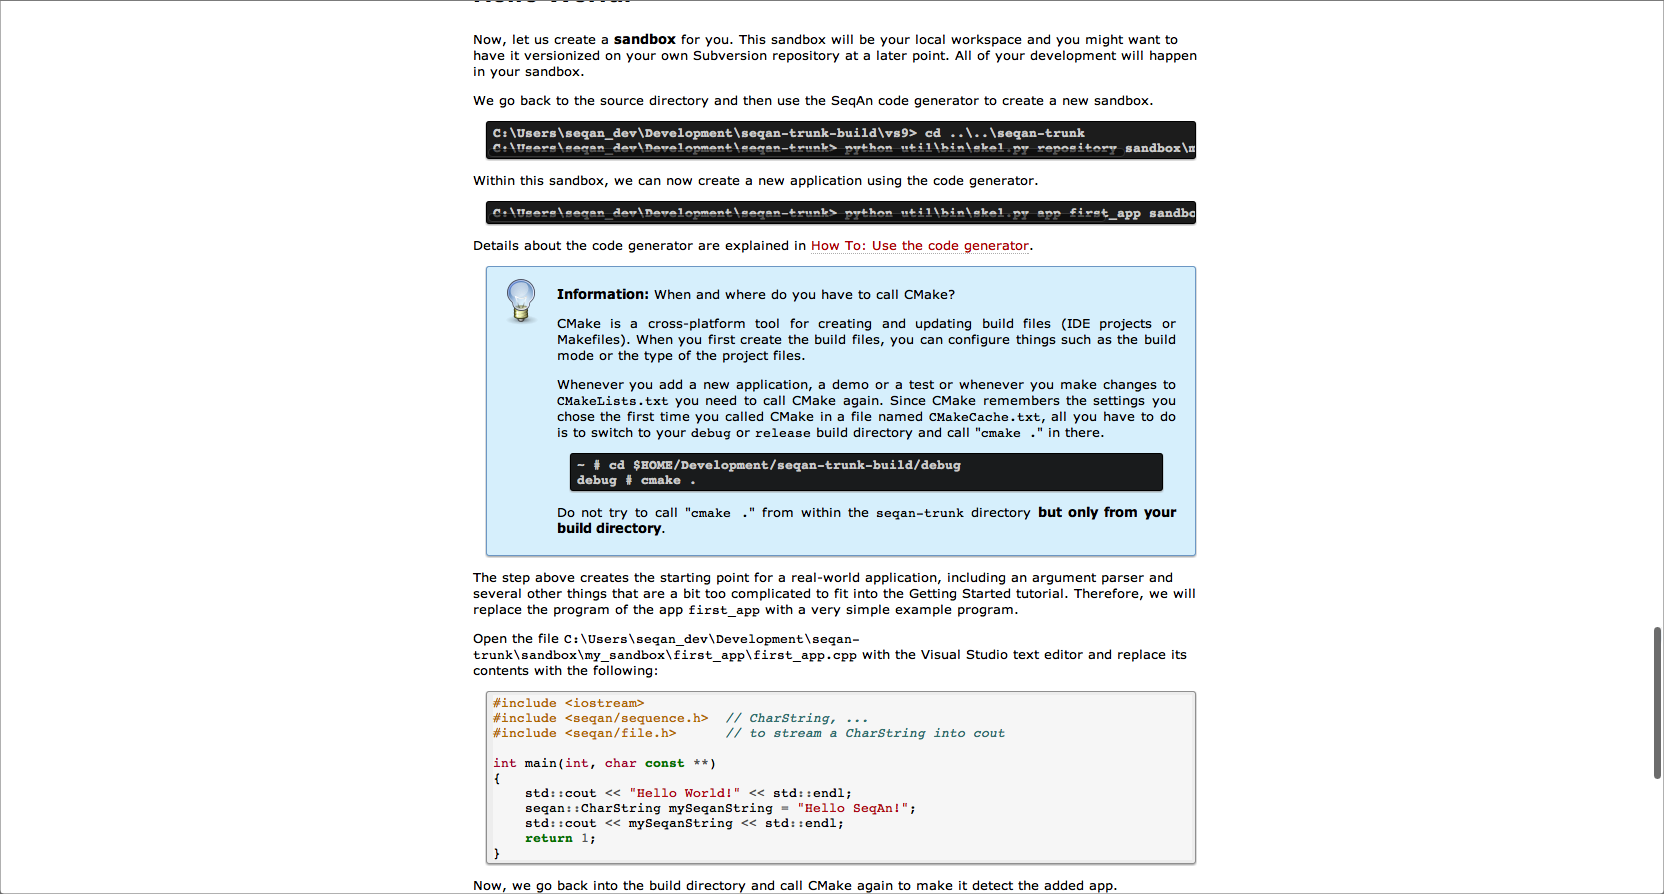 Now, let us create a sandbox for you. This sandbox will be your local workspace and you might want to
have it versionized on your own Subversion repository at a later point. All of your development will happen
in your sandbox.
We go back to the source directory and then use the SeqAn code generator to create a new sandbox.
C:\Users\seqan_dev\Development\seqan-trunk-build\vs9> cd ..\..\seqan-trunk
C:\Users\seqan_dev\Development\seqan-trunk> python util\bin\skel.py repository sandbox\m
Within this sandbox, we can now create a new application using the code generator.
C:\Users\seqan_dev\Development\seqan-trunk> python util\bin\skel.py app first_app sandbo
Details about the code generator are explained in How To: Use the code generator.
Information: When and where do you have to call CMake?
CMake is a cross-platform tool for creating and updating build files (IDE projects or
Makefiles). When you first create the build files, you can configure things such as the build
mode or the type of the project files.
Whenever you add a new application, a demo or a test or whenever you make changes to
CMakeLists.txt you need to call CMake again. Since CMake remembers the settings you
chose the first time you called CMake in a file named CMakeCache.txt, all you have to do
is to switch to your debug or release build directory and call "cmake ." in there.
~ # cd $HOME/Development/seqan-trunk-build/debug
debug # cmake .
Do not try to call "cmake ." from within the seqan-trunk directory but only from your
build directory.
The step above creates the starting point for a real-world application, including an argument parser and
several other things that are a bit too complicated to fit into the Getting Started tutorial. Therefore, we will
replace the program of the app first_app with a very simple example program.
Open the file C:\Users\seqan_dev\Development\seqan-
trunk\sandbox\my_sandbox\first_app\first_app.cpp with the Visual Studio text editor and replace its
contents with the following:
#include <iostream>
#include <seqan/sequence.h>  // CharString, ...
#include <seqan/file.h>      // to stream a CharString into cout
int main(int, char const **)
{
    std::cout << "Hello World!" << std::endl;
    seqan::CharString mySeqanString = "Hello SeqAn!";
    std::cout << mySeqanString << std::endl;
    return 1;
}
Now, we go back into the build directory and call CMake again to make it detect the added app.